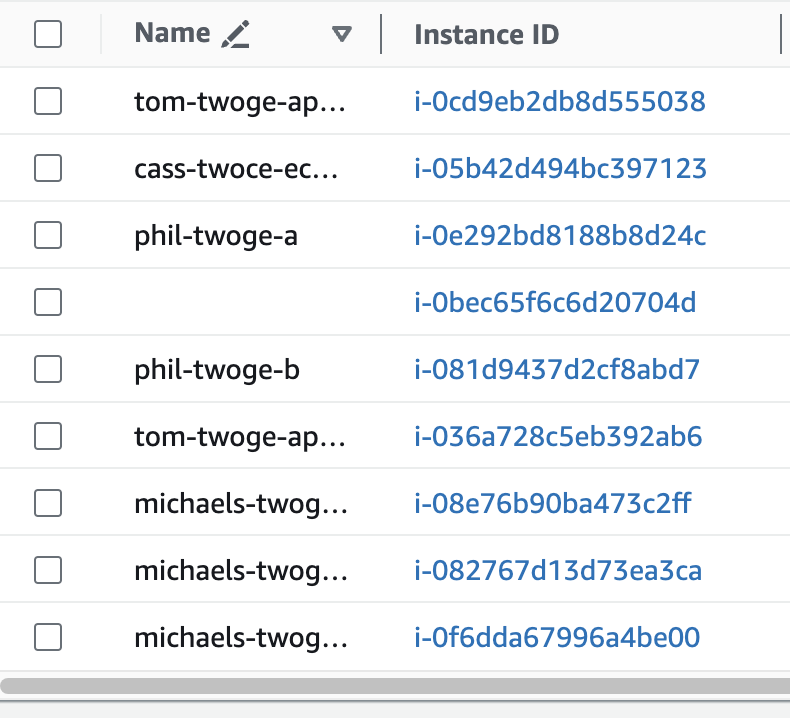 Name Instance ID
tom-twoge-ap... i-0cd9eb2db8d555038
cass-twoce-ec... i-05b42d494bc397123
phil-twoge-a i-0e292bd8188b8d24c
i-0bec65f6c6d20704d
phil-twoge-b i-081d9437d2cf8abd7
tom-twoge-ap... i-036a728c5eb392ab6
michaels-twog... i-08e76b90ba473c2ff
michaels-twog... i-082767d13d73ea3ca
michaels-twog... i-0f6dda67996a4be00